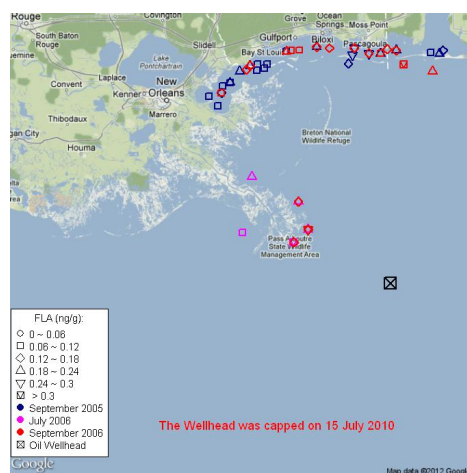 Covington
Ocean
Grove
Springs
Moss Point
Rouge
Gulfport
Biloxi
South Baton
Rouge
Slidell
Bay St Louis
Pascagoula
Lake
Pontchartrain
Convent
Laplace
New
Orleans
Kenner
Marrero
Thibodaux
Breton National
Wildlife Refuge
Houma
Pass A Loutre
State Wildlife
Management Area
FLA (ng/g):
0 ~ 0.06
0.06 ~ 0.12
0.12 ~ 0.18
0.18 ~ 0.24
0.24 ~ 0.3
> 0.3
September 2005
July 2006
September 2006
Oil Wellhead
The Wellhead was capped on 15 July 2010
Google
Map data ©2012 Google